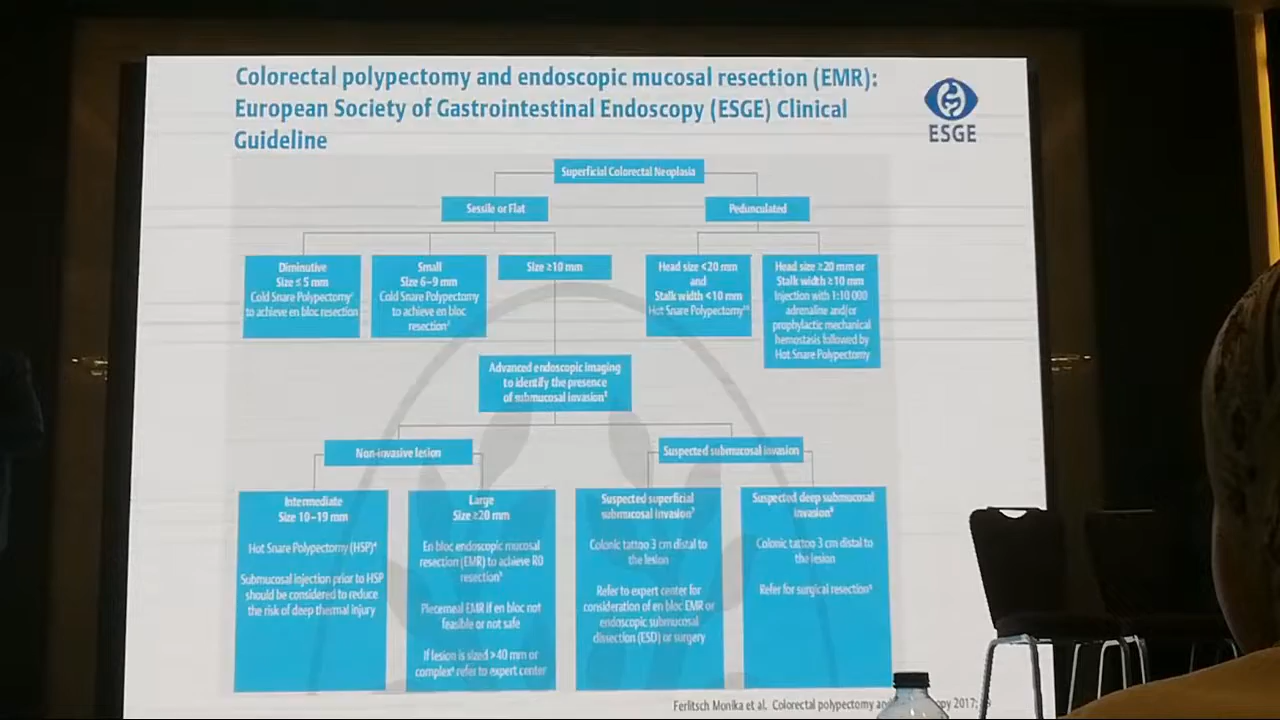 Colorectal polypectomy and endoscopic mucosal resection (EMR):
European Society of Gastrointestinal Endoscopy (ESGE) Clinical
Guideline
ESGE
Superficial Colorectal Neoplasia
Sessile or Flat
Pedunculated
Diminutive
Size ≤5 mm
Cold Snare Polypectomy
to achieve en bloc resection
Small
Size 6–9 mm
Cold Snare Polypectomy
to achieve en bloc
resection
Size ≥10 mm
Head size <20 mm
and
Stalk width <10 mm
Hot Snare Polypectomy
Head size ≥20 mm or
Stalk width ≥10 mm
Injection with 1:10 000
adrenaline and/or
prophylactic mechanical
hemostasis followed by
Hot Snare Polypectomy
Advanced endoscopic imaging
to identify the presence
of submucosal invasion
Non-invasive lesion
Suspected submucosal invasion
Intermediate
Size 10–19 mm
Hot Snare Polypectomy (HSP)
Submucosal injection prior to HSP
should be considered to reduce
the risk of deep thermal injury
Large
Size ≥20 mm
En bloc endoscopic mucosal
resection (EMR) to achieve R0
resection
Piecemeal EMR if en bloc not
feasible or not safe
If lesion is sized >40 mm or
complex refer to expert center
Suspected superficial
submucosal invasion
Colonic tattoo 3 cm distal to
the lesion
Refer to expert center for
consideration of en bloc EMR or
endoscopic submucosal
dissection (ESD) or surgery
Suspected deep submucosal
invasion
Colonic tattoo 3 cm distal to
the lesion
Refer for surgical resection
Ferlitsch Monika et al. Colorectal polypectomy an opy 2017;